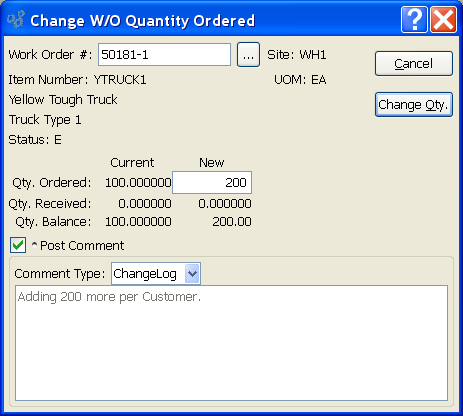 Change W/O Quantity Ordered
Work Order #: 50181-1 ... Site: WH1
Cancel
Item Number: YTRUCK1 UOM: EA
Yellow Tough Truck
Change Qty.
Truck Type 1
Status: E
Current New
Qty. Ordered: 100.000000 200
Qty. Received: 0.000000 0.000000
Qty. Balance: 100.000000 200.00
^ Post Comment
Comment Type: ChangeLog
Adding 200 more per Customer.